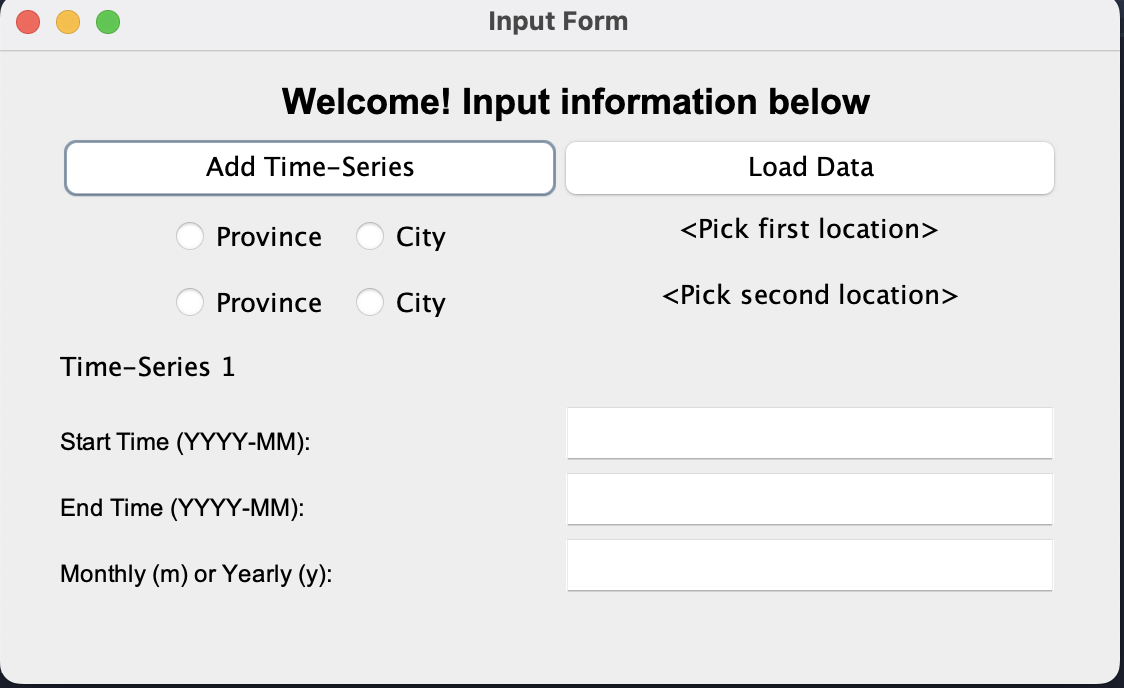 Input Form
Welcome! Input information below
Add Time-Series Load Data
Province City <Pick first location>
Province City <Pick second location>
Time-Series 1
Start Time (YYYY-MM):
End Time (YYYY-MM):
Monthly (m) or Yearly (y):